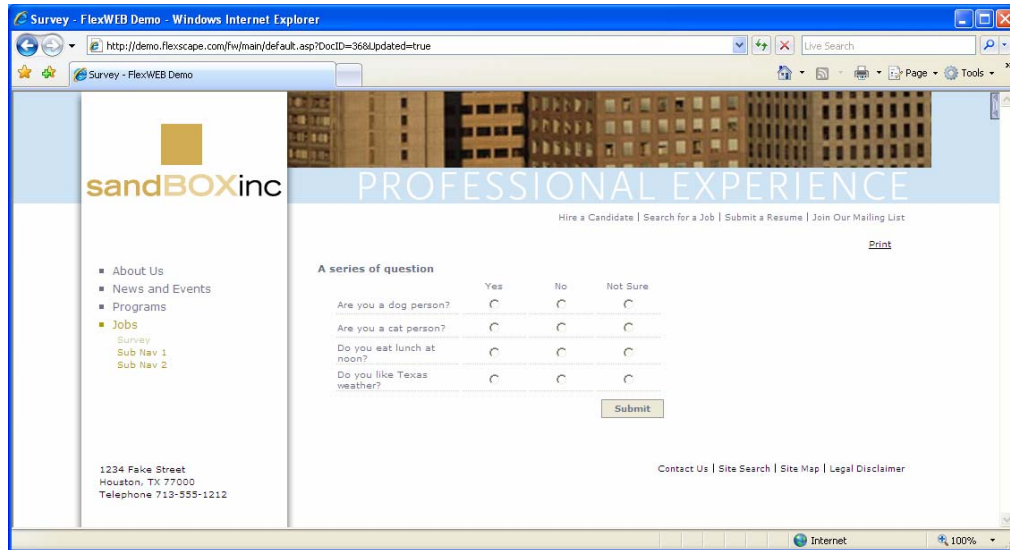 Survey - FlexWEB Demo - Windows Internet Explorer
http://demo.flexscape.com/fw/main/default.asp?DocID=368&Updated=true
Live Search
Survey - FlexWEB Demo
Page
Tools
sandBOXinc
PROFESSIONAL EXPERIENCE
Hire a Candidate | Search for a Job | Submit a Resume | Join Our Mailing List
Print
About Us
News and Events
Programs
Jobs
Survey
Sub Nav 1
Sub Nav 2
A series of question
Yes No Not Sure
Are you a dog person?
Are you a cat person?
Do you eat lunch at
noon?
Do you like Texas
weather?
Submit
1234 Fake Street
Houston, TX 77000
Telephone 713-555-1212
Contact Us | Site Search | Site Map | Legal Disclaimer
Internet
100%